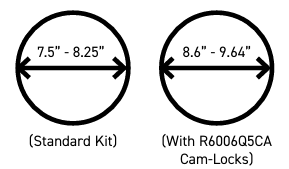 7.5” - 8.25”
8.6” - 9.64”
(Standard Kit)
(With R6006Q5CA
Cam-Locks)